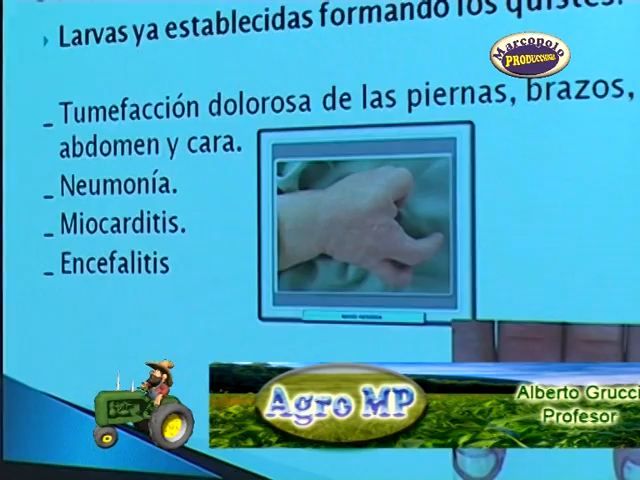 Larvas ya establecidas formando los quistes.
Marcopolo
PRODUCCIONES
_ Tumefacción dolorosa de las piernas, brazos,
abdomen y cara.
_ Neumonía.
_ Miocarditis.
_ Encefalitis
Agro MP
Alberto Grucci
Profesor